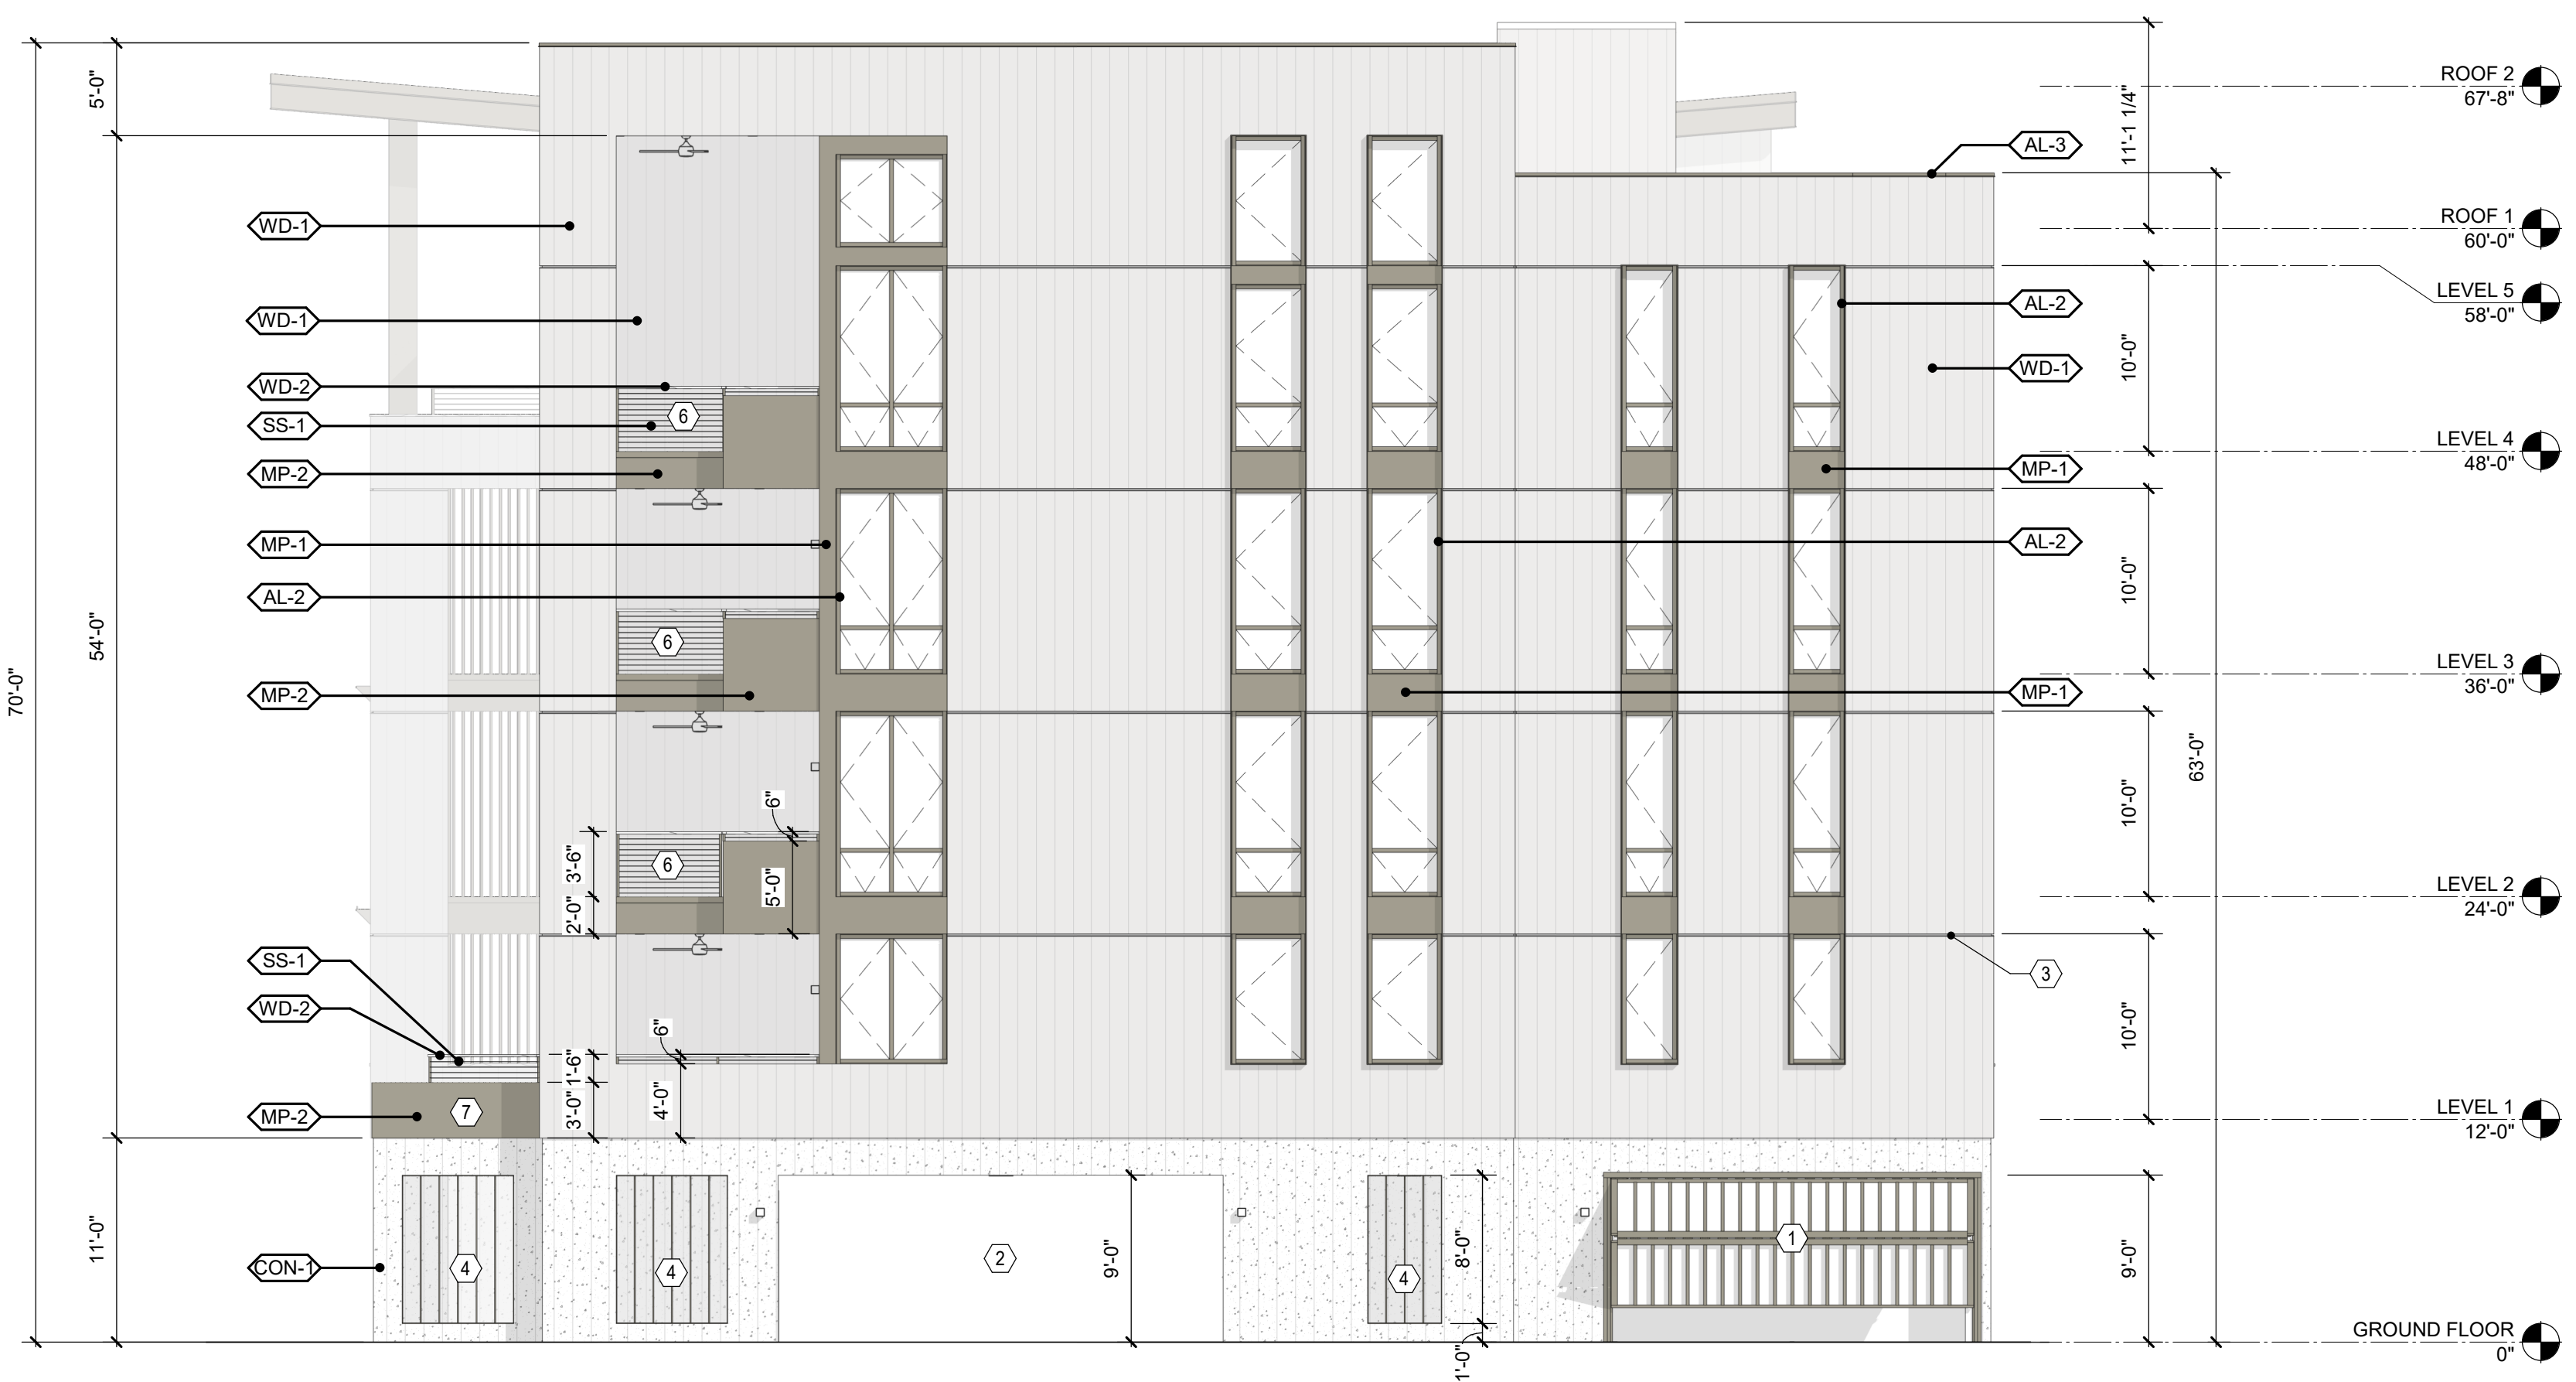 ROOF 2
67'-8"
5'-0"
11'-1 1/4"
AL-3
WD-1
ROOF 1
60'-0"
LEVEL 5
58'-0"
WD-1
AL-2
10'-0"
WD-1
WD-2
6
SS-1
LEVEL 4
48'-0"
MP-2
MP-1
MP-1
AL-2
10'-0"
AL-2
54'-0"
6
70'-0"
LEVEL 3
36'-0"
MP-2
MP-1
63'-0"
6"
10'-0"
3'-6"
6
5'-0"
LEVEL 2
24'-0"
2'-0"
SS-1
3
WD-2
6"
10'-0"
1'-6"
3'-0"
4'-0"
MP-2
7
LEVEL 1
12'-0"
11'-0"
CON-1
4
4
2
9'-0"
4
8'-0"
1
9'-0"
1'-0"
GROUND FLOOR
0"